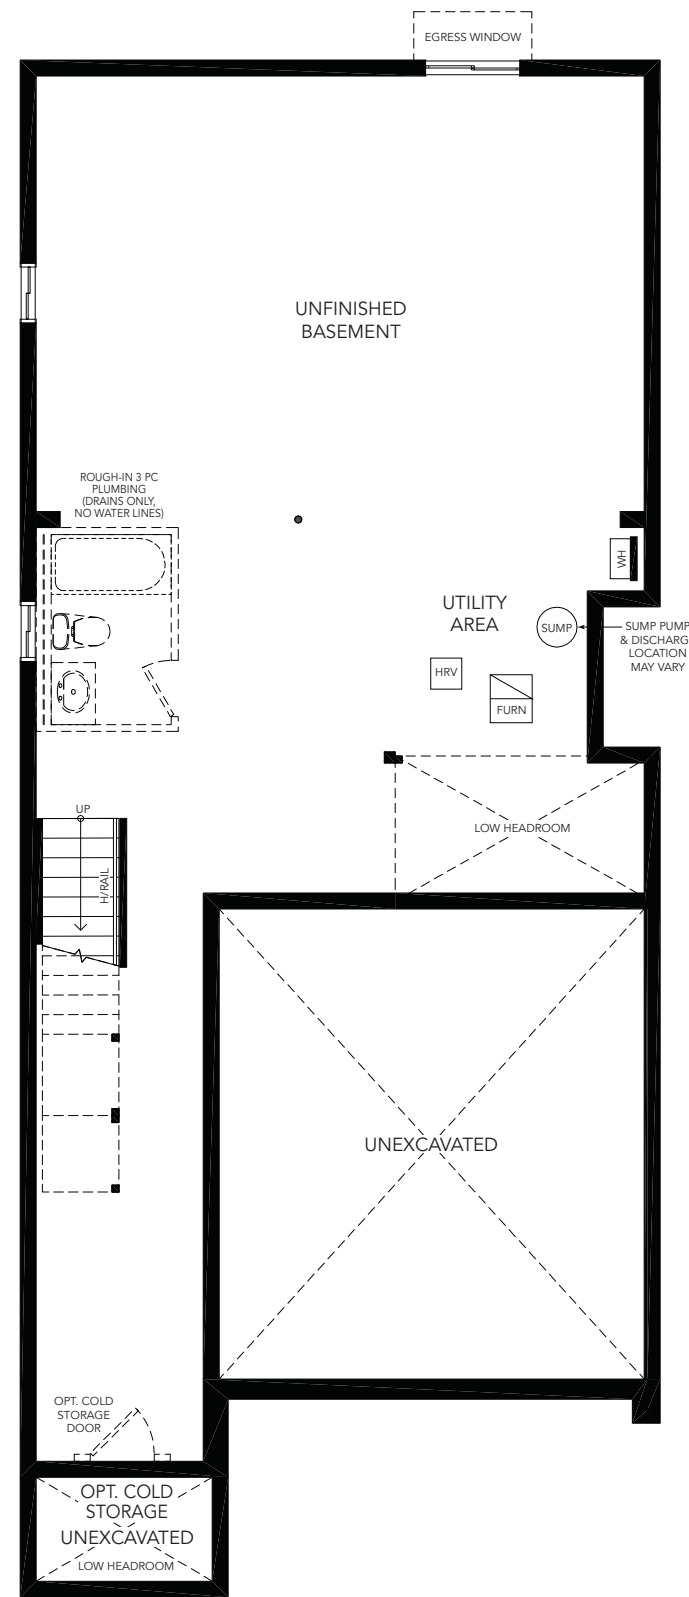 EGRESS WINDOW
UNFINISHED
BASEMENT
ROUGH-IN 3 PC
PLUMBING
(DRAINS ONLY,
NO WATER LINES)
WH
UTILITY
AREA
SUMP
SUMP PUMP
& DISCHARG
LOCATION
MAY VARY
HRV
FURN
UP
H/RAIL
LOW HEADROOM
UNEXCAVATED
OPT. COLD
STORAGE
DOOR
OPT. COLD
STORAGE
UNEXCAVATED
LOW HEADROOM